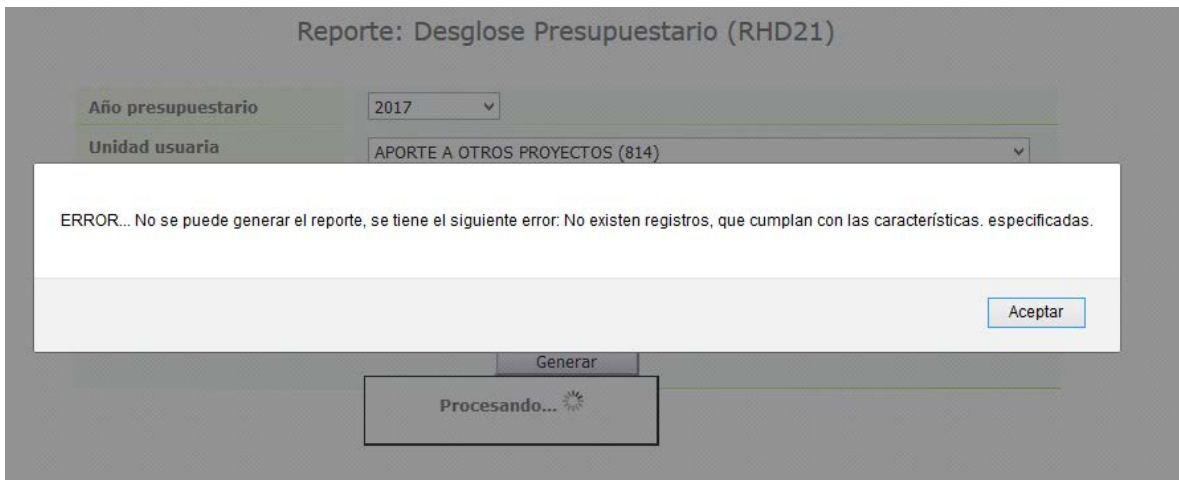 Reporte: Desglose Presupuestario (RHD21)
Año presupuestario
2017
Unidad usuaria
APORTE A OTROS PROYECTOS (814)
ERROR... No se puede generar el reporte, se tiene el siguiente error: No existen registros, que cumplan con las características. especificadas.
Aceptar
Generar
Procesando...